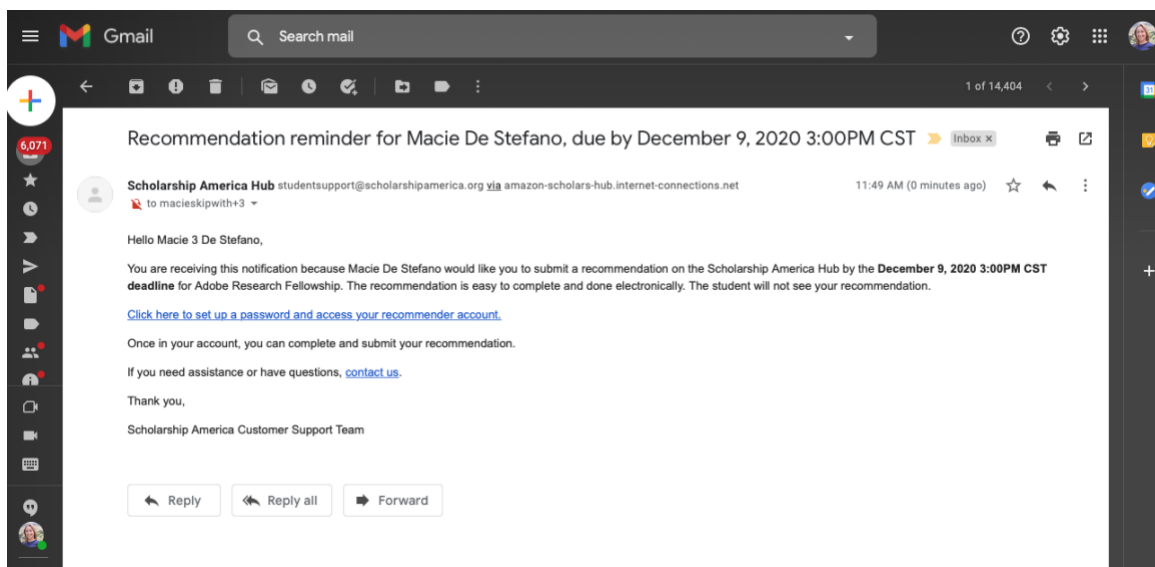 Gmail
Search mail
1 of 14,404
31
6,071
Recommendation reminder for Macie De Stefano, due by December 9, 2020 3:00PM CST
Inbox ×
Scholarship America Hub studentsupport@scholarshipamerica.org via amazon-scholars-hub.internet-connections.net
11:49 AM (0 minutes ago)
to macieskipwith+3
Hello Macie 3 De Stefano,
You are receiving this notification because Macie De Stefano would like you to submit a recommendation on the Scholarship America Hub by the December 9, 2020 3:00PM CST
deadline for Adobe Research Fellowship. The recommendation is easy to complete and done electronically. The student will not see your recommendation.
Click here to set up a password and access your recommender account.
Once in your account, you can complete and submit your recommendation.
If you need assistance or have questions, contact us.
Thank you,
Scholarship America Customer Support Team
Reply
Reply all
Forward